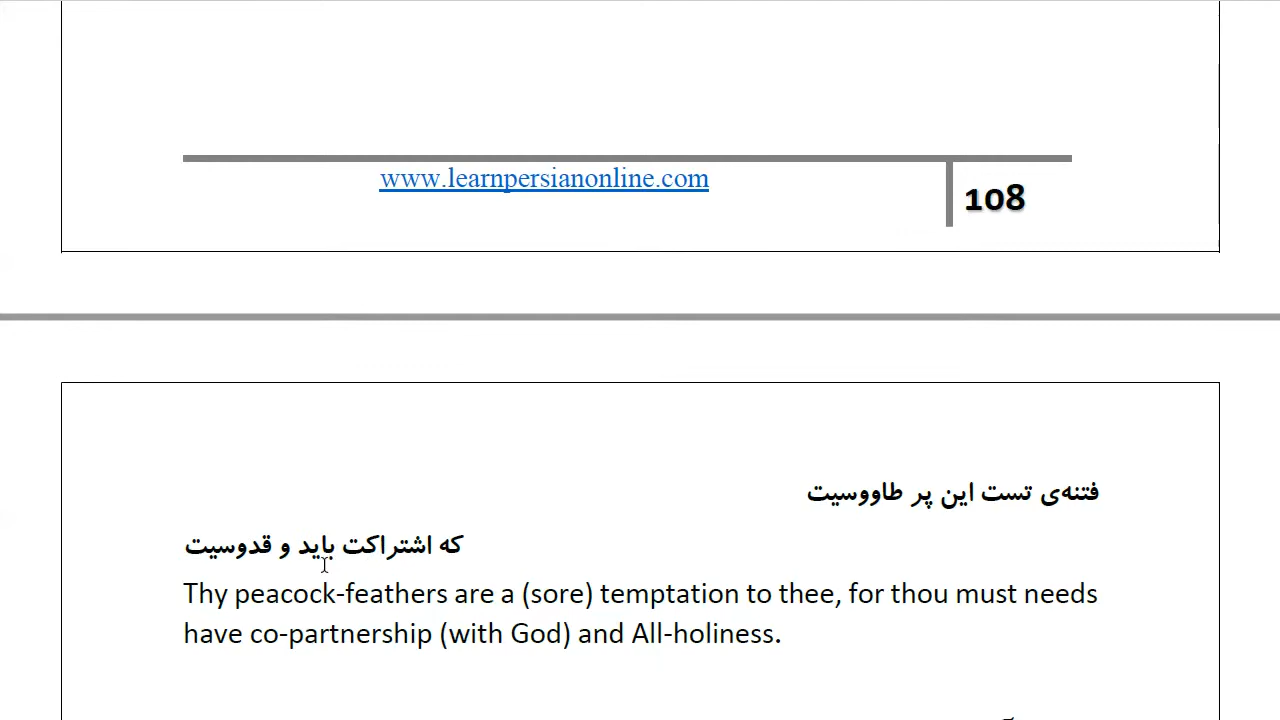 www.learnpersianonline.com
108
فتنه‌ی تست این پر طاووسیت
که اشتراکت باید و قدوسیت
Thy peacock-feathers are a (sore) temptation to thee, for thou must needs
have co-partnership (with God) and All-holiness.